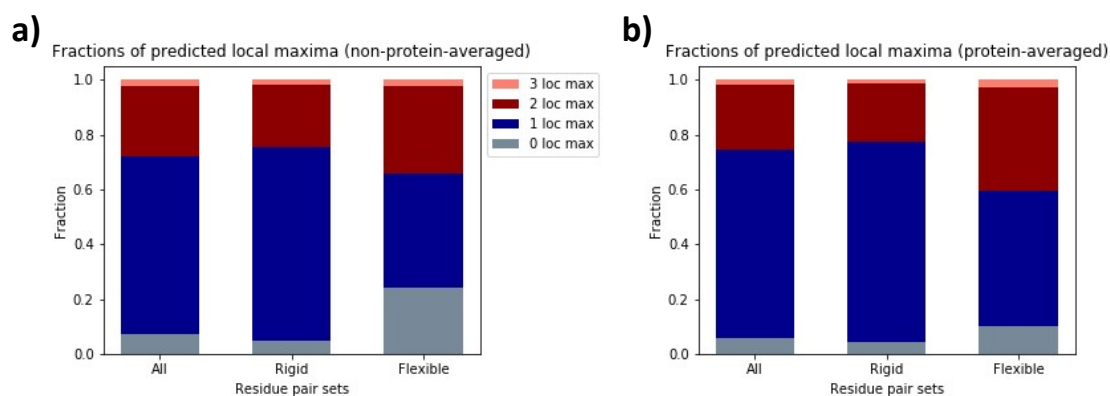 a)
Fractions of predicted local maxima (non-protein-averaged)
1.0
0.8
0.6
0.4
0.2
0.0
Fraction
All
Rigid
Flexible
Residue pair sets
3 loc max
2 loc max
1 loc max
0 loc max
b)
Fractions of predicted local maxima (protein-averaged)
1.0
0.8
0.6
0.4
0.2
0.0
Fraction
All
Rigid
Flexible
Residue pair sets